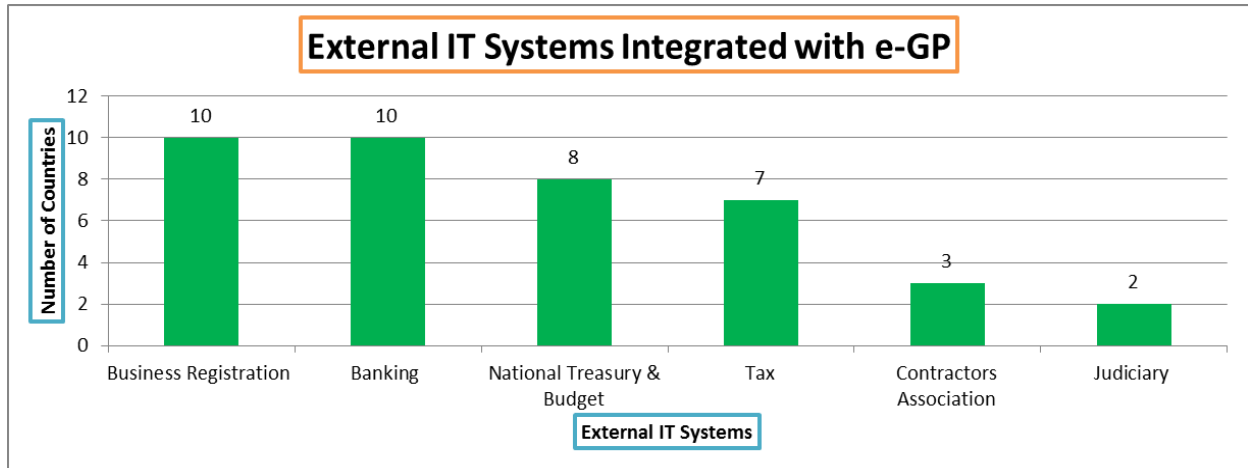 External IT Systems Integrated with e-GP
Number of Countries
12
10
8
6
4
2
0
10
10
8
7
3
2
Business Registration
Banking
National Treasury &
Budget
Tax
Contractors
Association
Judiciary
External IT Systems